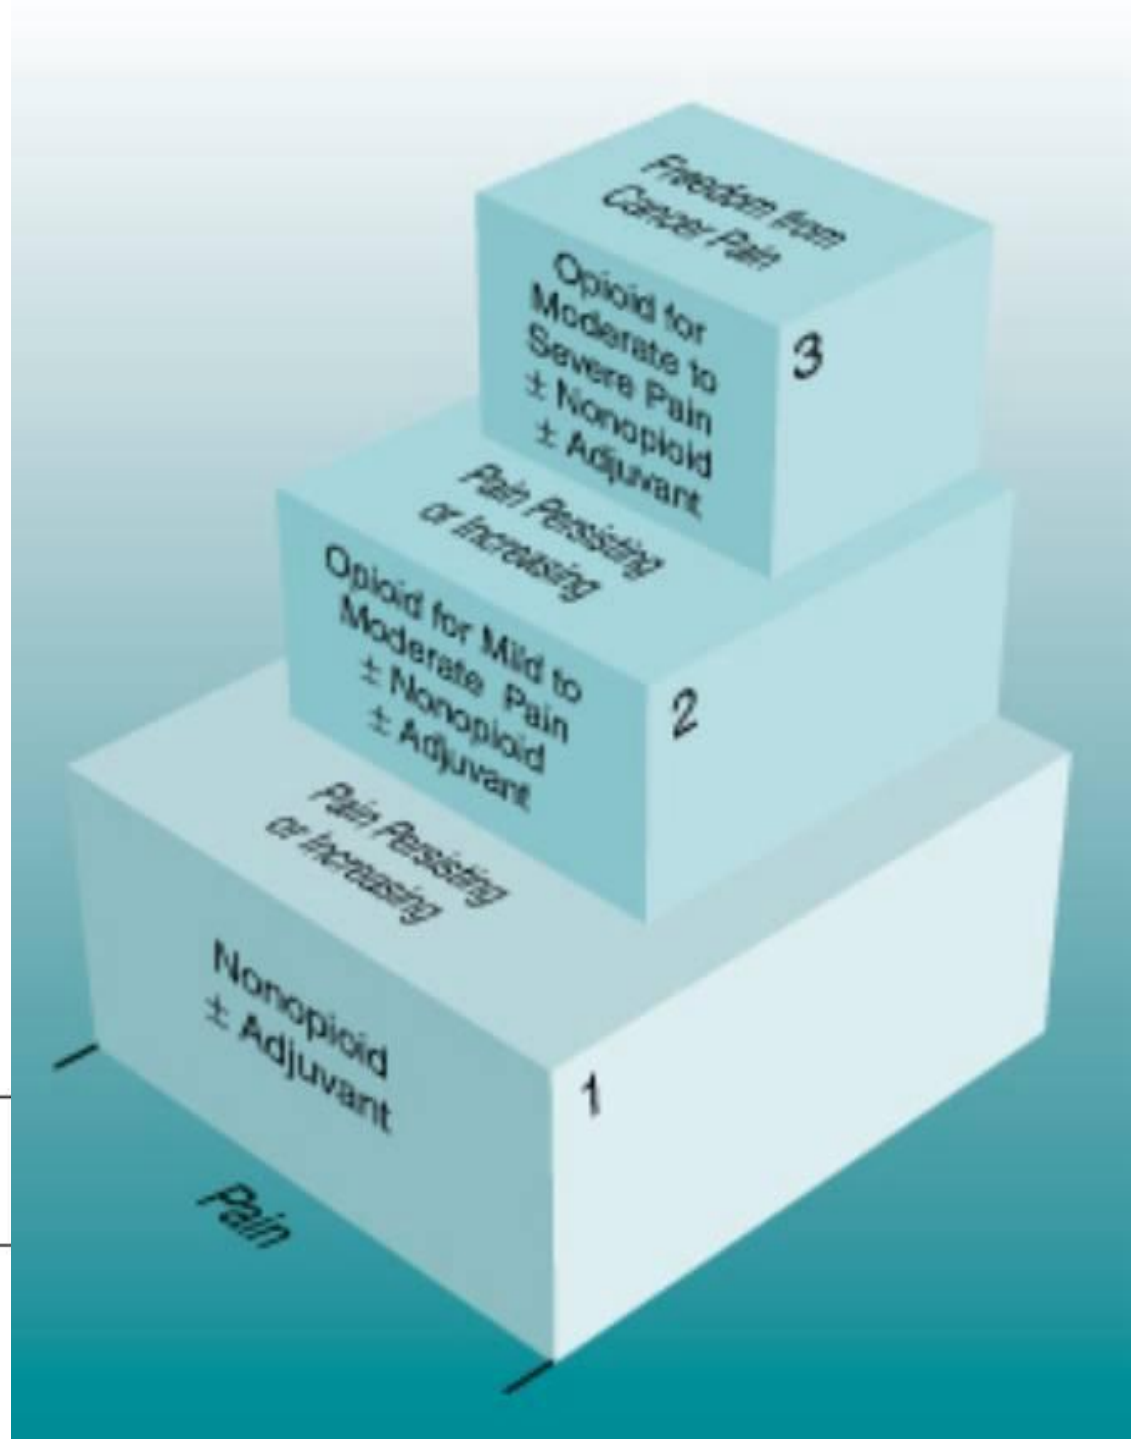 Freedom from
Cancer Pain
Opioid for
Moderate to
Severe Pain
± Nonopioid
± Adjuvant
3
Pain Persisting
or Increasing
Opioid for Mild to
Moderate Pain
± Nonopioid
± Adjuvant
2
Pain Persisting
or Increasing
Nonopioid
± Adjuvant
1
Pain